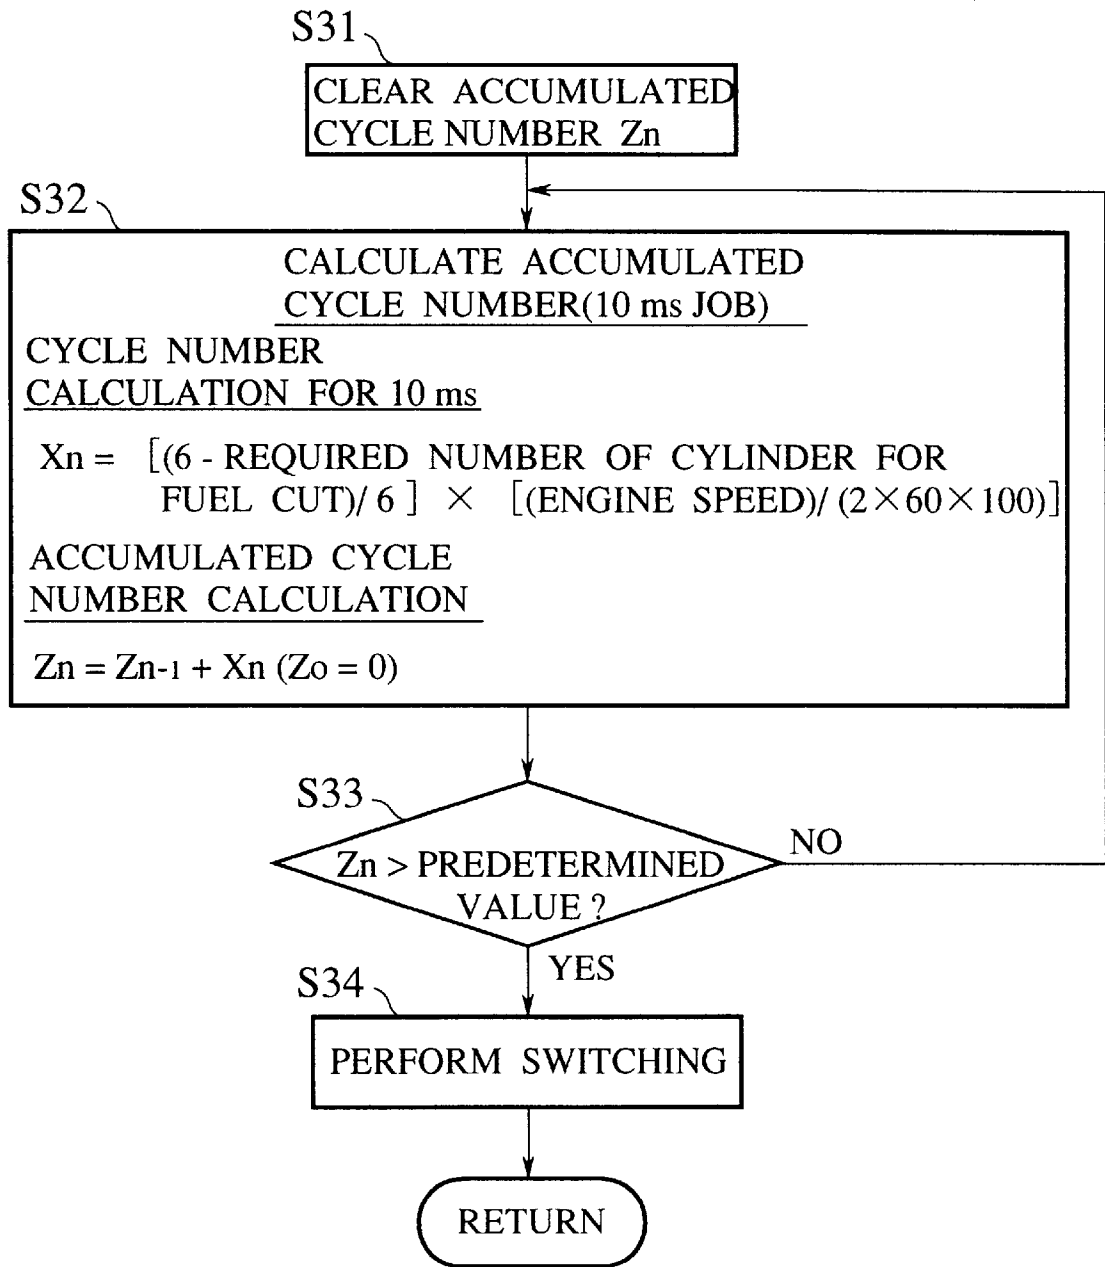 S31
CLEAR ACCUMULATED
CYCLE NUMBER Zn
S32
CALCULATE ACCUMULATED
CYCLE NUMBER(10 ms JOB)
CYCLE NUMBER
CALCULATION FOR 10 ms
Xn = [(6 - REQUIRED NUMBER OF CYLINDER FOR
FUEL CUT)/ 6 ] × [(ENGINE SPEED)/ (2×60×100)]
ACCUMULATED CYCLE
NUMBER CALCULATION
Zn = Zn-1 + Xn (Zo = 0)
S33
Zn > PREDETERMINED
VALUE ?
NO
YES
S34
PERFORM SWITCHING
RETURN